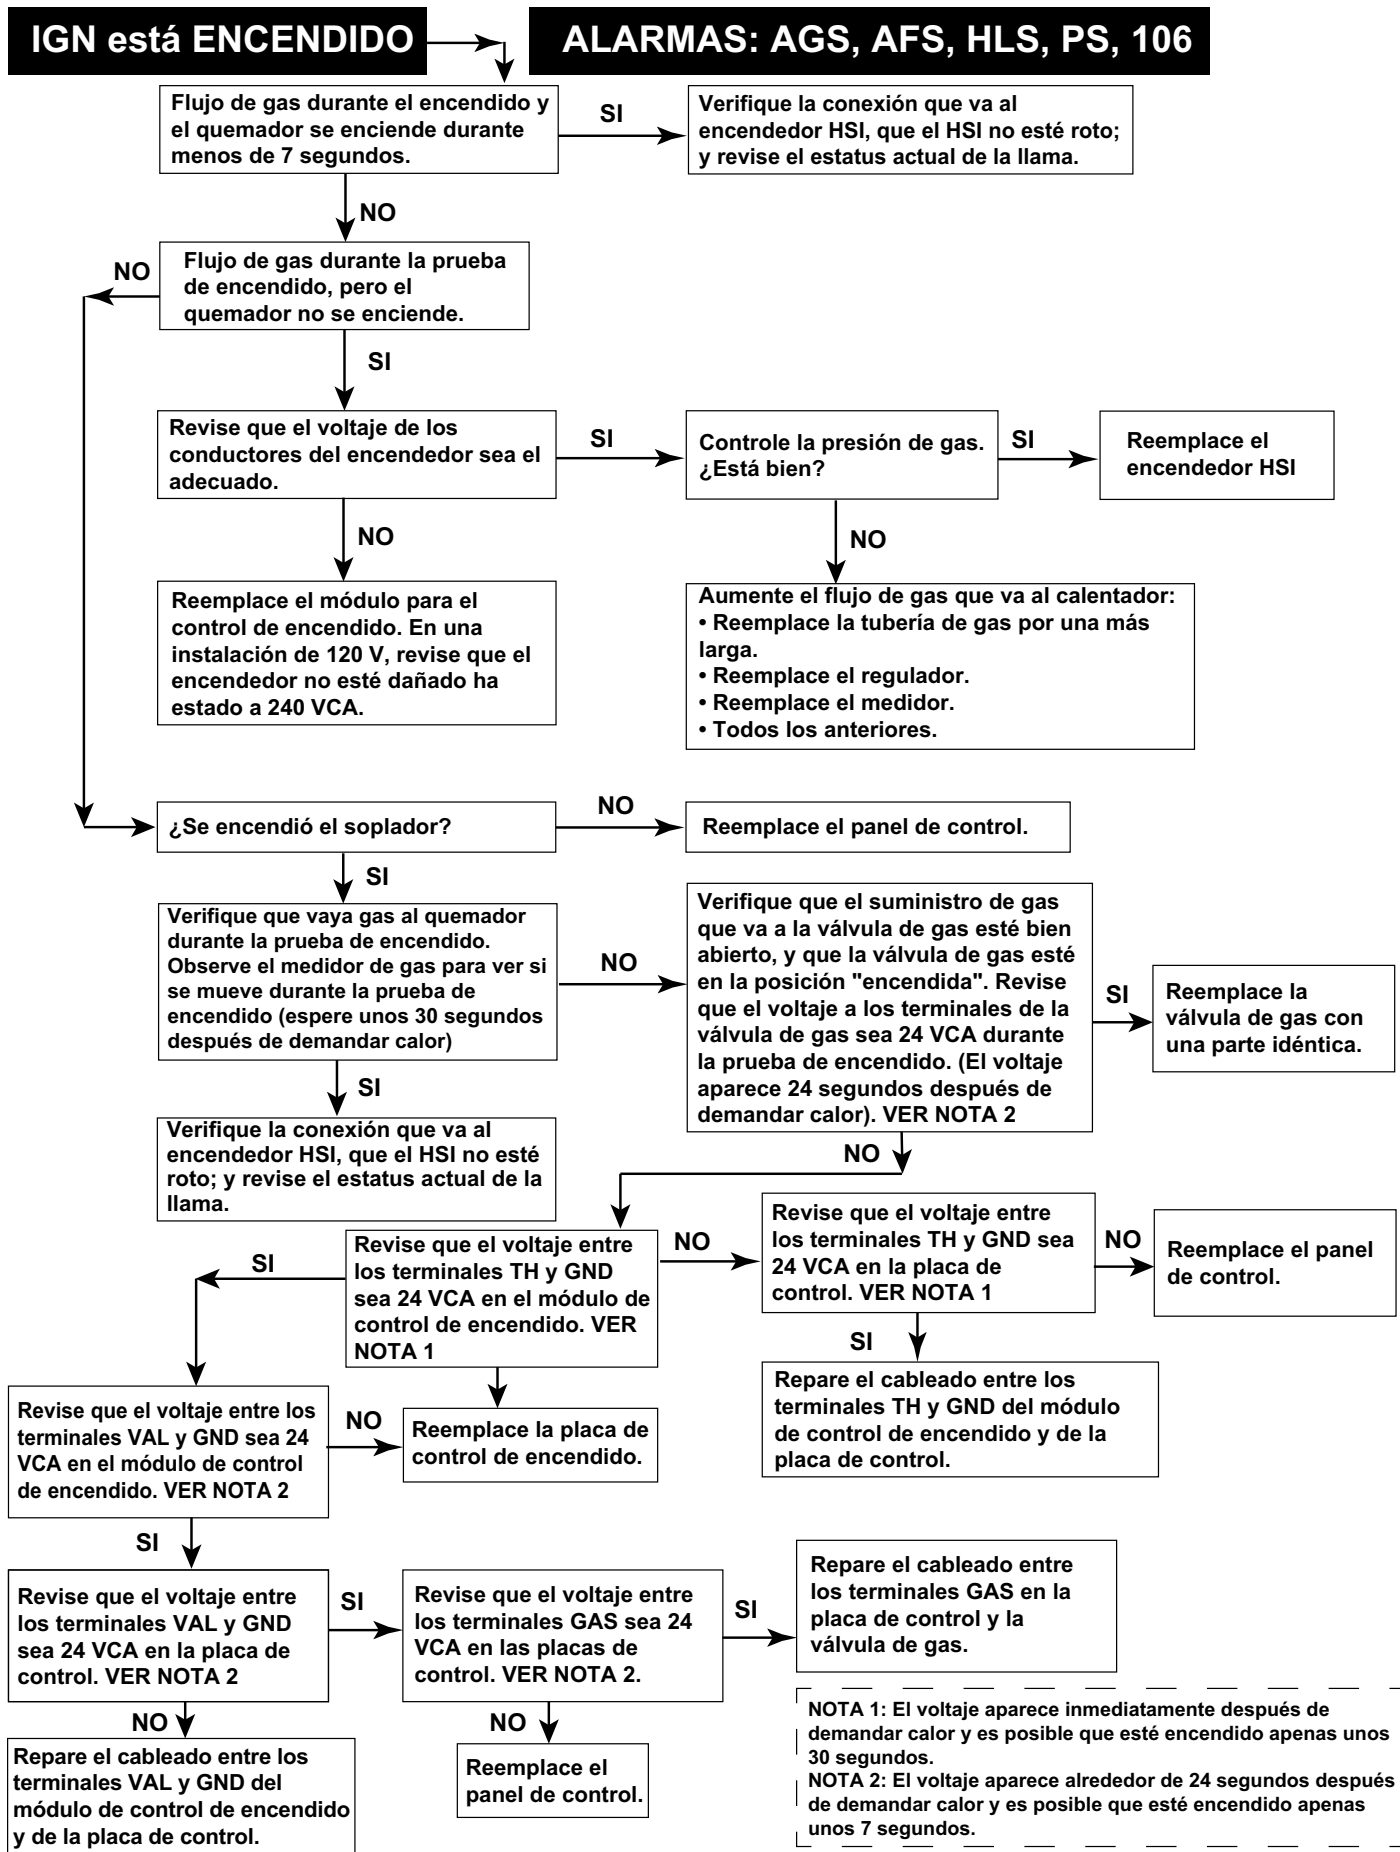 IGN está ENCENDIDO
ALARMAS: AGS, AFS, HLS, PS, 106
Flujo de gas durante el encendido y
el quemador se enciende durante
menos de 7 segundos.
SI
Verifique la conexión que va al
encendedor HSI, que el HSI no esté roto;
y revise el estatus actual de la llama.
NO
Flujo de gas durante la prueba
de encendido, pero el
quemador no se enciende.
NO
SI
Revise que el voltaje de los
conductores del encendedor sea el
adecuado.
SI
Controle la presión de gas.
¿Está bien?
SI
Reemplace el
encendedor HSI
NO
NO
Reemplace el módulo para el
control de encendido. En una
instalación de 120 V, revise que el
encendedor no esté dañado ha
estado a 240 VCA.
Aumente el flujo de gas que va al calentador:
• Reemplace la tubería de gas por una más
larga.
• Reemplace el regulador.
• Reemplace el medidor.
• Todos los anteriores.
¿Se encendió el soplador?
NO
Reemplace el panel de control.
SI
Verifique que vaya gas al quemador
durante la prueba de encendido.
Observe el medidor de gas para ver si
se mueve durante la prueba de
encendido (espere unos 30 segundos
después de demandar calor)
NO
Verifique que el suministro de gas
que va a la válvula de gas esté bien
abierto, y que la válvula de gas esté
en la posición "encendida". Revise
que el voltaje a los terminales de la
válvula de gas sea 24 VCA durante
la prueba de encendido. (El voltaje
aparece 24 segundos después de
demandar calor). VER NOTA 2
SI
Reemplace la
válvula de gas con
una parte idéntica.
SI
Verifique la conexión que va al
encendedor HSI, que el HSI no esté
roto; y revise el estatus actual de la
llama.
NO
Revise que el voltaje entre
los terminales TH y GND
sea 24 VCA en el módulo de
control de encendido. VER
NOTA 1
SI
NO
Revise que el voltaje entre
los terminales TH y GND sea
24 VCA en la placa de
control. VER NOTA 1
NO
Reemplace el panel
de control.
SI
Repare el cableado entre los
terminales TH y GND del módulo
de control de encendido y de la
placa de control.
Revise que el voltaje entre los
terminales VAL y GND sea 24
VCA en el módulo de control
de encendido. VER NOTA 2
NO
Reemplace la placa de
control de encendido.
SI
Revise que el voltaje entre
los terminales VAL y GND
sea 24 VCA en la placa de
control. VER NOTA 2
SI
Revise que el voltaje entre
los terminales GAS sea 24
VCA en las placas de
control. VER NOTA 2.
SI
Repare el cableado entre
los terminales GAS en la
placa de control y la
válvula de gas.
NO
Repare el cableado entre los
terminales VAL y GND del
módulo de control de encendido
y de la placa de control.
NO
Reemplace el
panel de control.
NOTA 1: El voltaje aparece inmediatamente después de
demandar calor y es posible que esté encendido apenas unos
30 segundos.
NOTA 2: El voltaje aparece alrededor de 24 segundos después
de demandar calor y es posible que esté encendido apenas
unos 7 segundos.